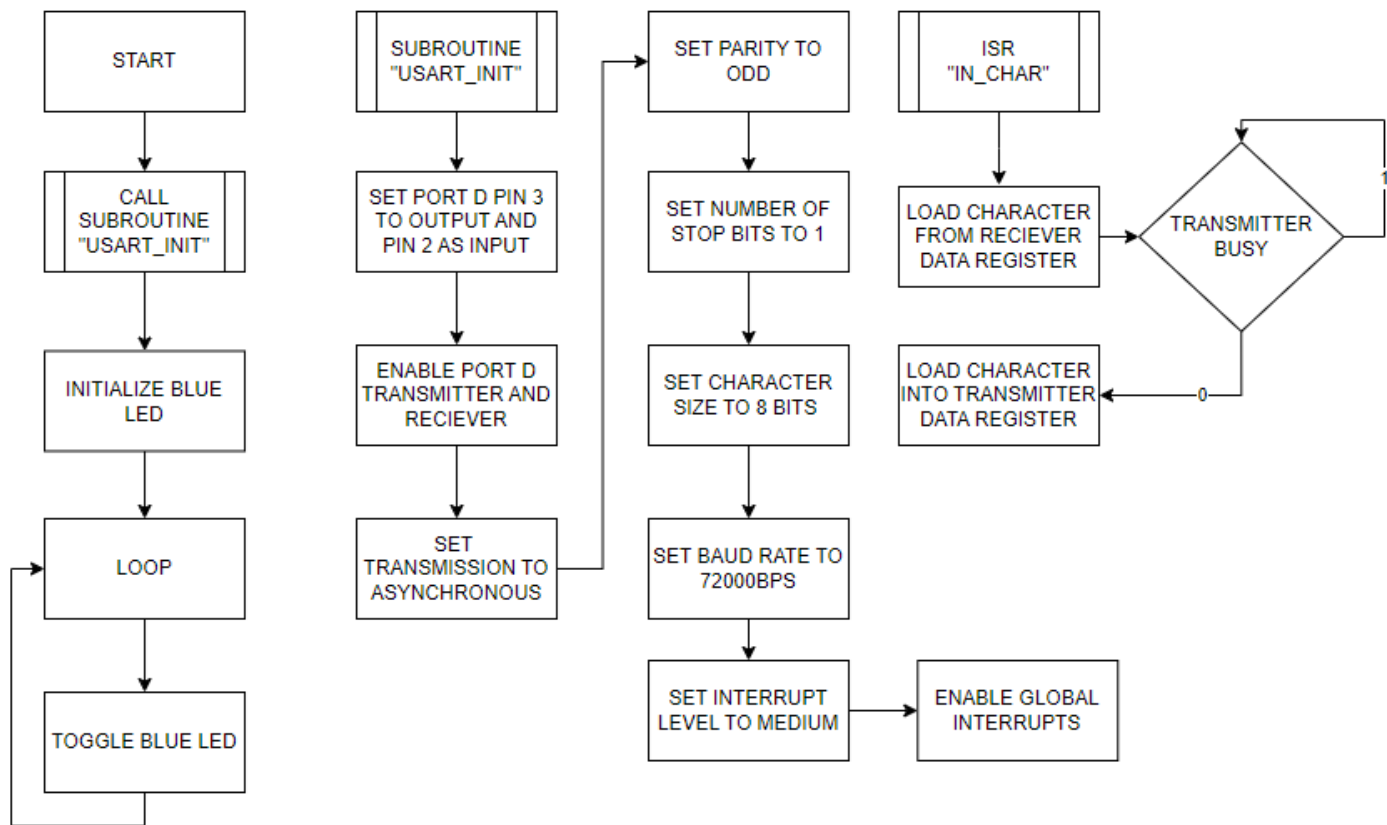 START
CALL
SUBROUTINE
"USART_INIT"
INITIALIZE BLUE
LED
LOOP
TOGGLE BLUE LED
SUBROUTINE
"USART_INIT"
SET PORT D PIN 3
TO OUTPUT AND
PIN 2 AS INPUT
ENABLE PORT D
TRANSMITTER AND
RECIEVER
SET
TRANSMISSION TO
ASYNCHRONOUS
SET PARITY TO
ODD
SET NUMBER OF
STOP BITS TO 1
SET CHARACTER
SIZE TO 8 BITS
SET BAUD RATE TO
72000BPS
SET INTERRUPT
LEVEL TO MEDIUM
ENABLE GLOBAL
INTERRUPTS
ISR
"IN_CHAR"
LOAD CHARACTER
FROM RECIEVER
DATA REGISTER
TRANSMITTER
BUSY
1
0
LOAD CHARACTER
INTO TRANSMITTER
DATA REGISTER